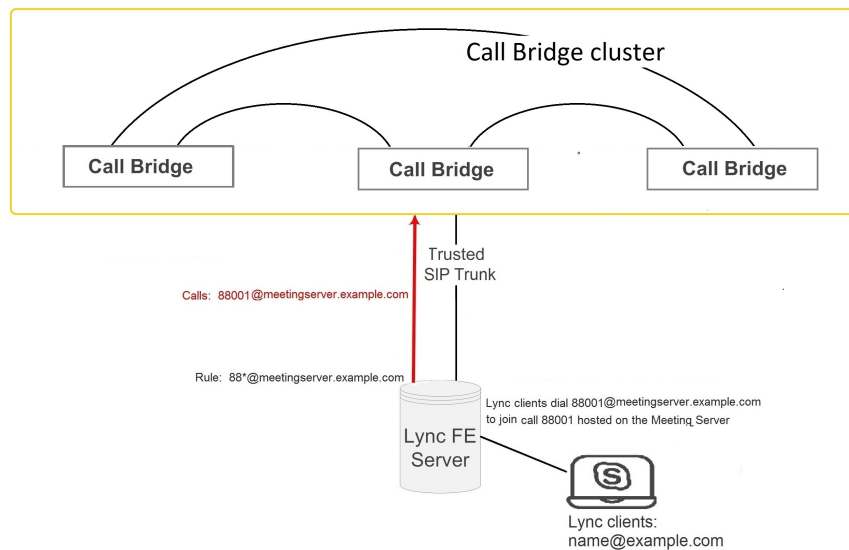 Call Bridge cluster
Call Bridge
Call Bridge
Call Bridge
Trusted
SIP Trunk
Calls: 88001@meetingserver.example.com
Rule: 88*@meetingserver.example.com
Lync clients dial 88001@meetingserver.example.com
to join call 88001 hosted on the Meeting Server
Lync FE
Server
S
Lync clients:
name@example.com